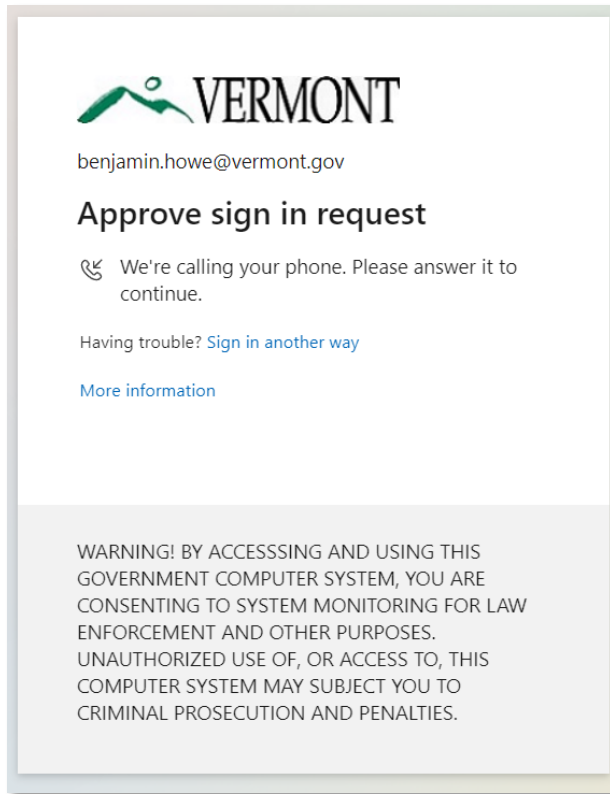 VERMONT
benjamin.howe@vermont.gov
Approve sign in request
We're calling your phone. Please answer it to
continue.
Having trouble? Sign in another way
More information
WARNING! BY ACCESSSING AND USING THIS
GOVERNMENT COMPUTER SYSTEM, YOU ARE
CONSENTING TO SYSTEM MONITORING FOR LAW
ENFORCEMENT AND OTHER PURPOSES.
UNAUTHORIZED USE OF, OR ACCESS TO, THIS
COMPUTER SYSTEM MAY SUBJECT YOU TO
CRIMINAL PROSECUTION AND PENALTIES.